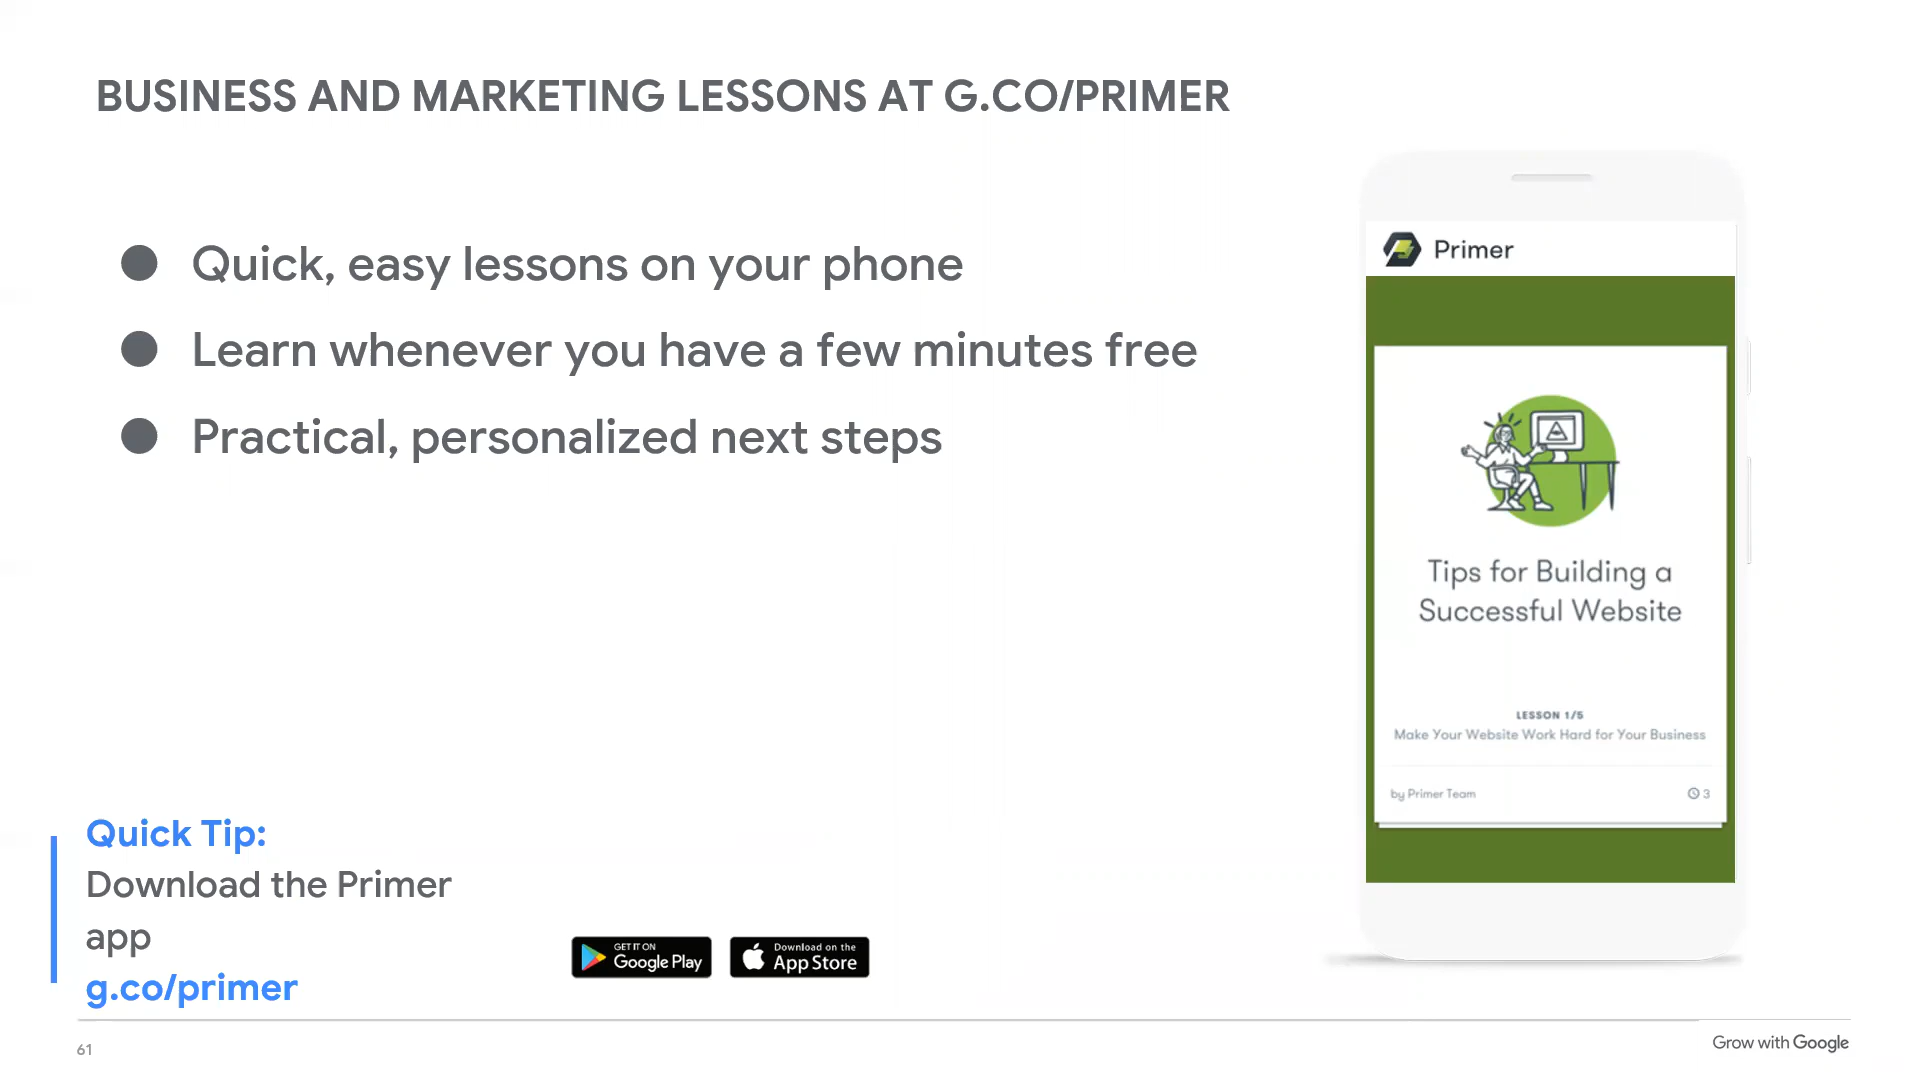 BUSINESS AND MARKETING LESSONS AT G.CO/PRIMER
● Quick, easy lessons on your phone
● Learn whenever you have a few minutes free
● Practical, personalized next steps
Primer
Tips for Building a
Successful Website
LESSON 1/5
Make Your Website Work Hard for Your Business
by Primer Team
3
Quick Tip:
Download the Primer
app
g.co/primer
GET IT ON
Google Play
Download on the
App Store
61
Grow with Google